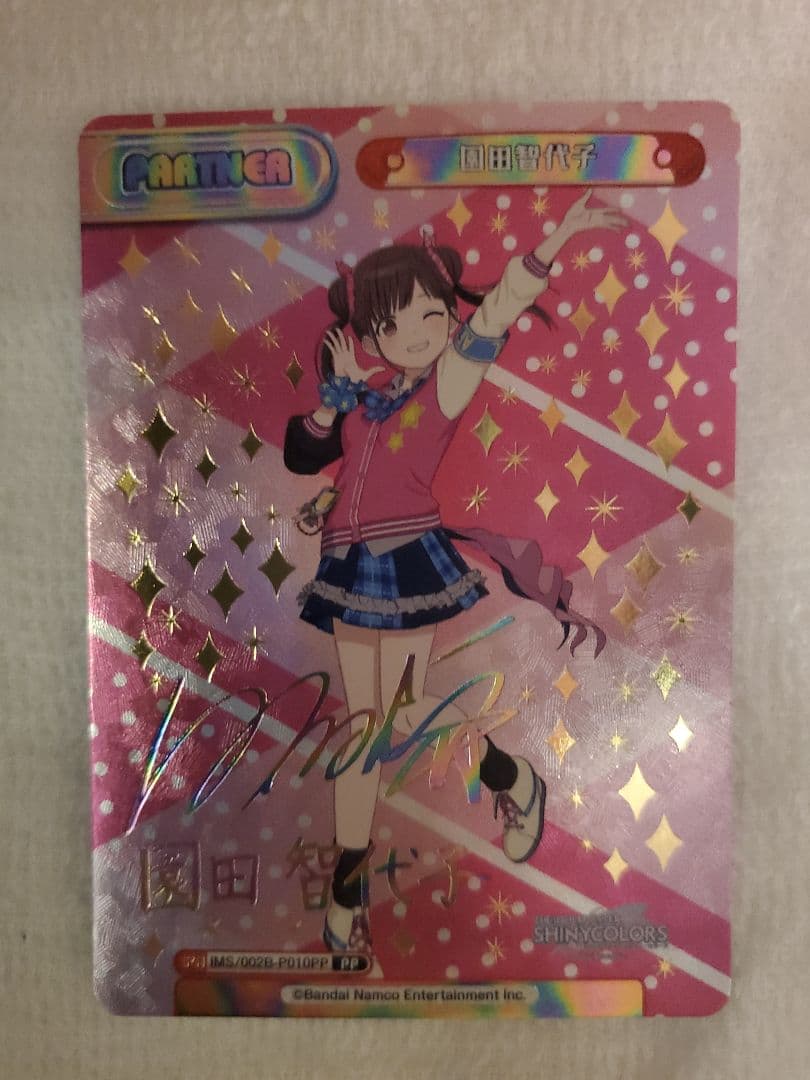 PARTNER
園田智代子
園田 智代子
SHINYCOLORS
IMS/002B-P010PP PP
©Bandai Namco Entertainment Inc.